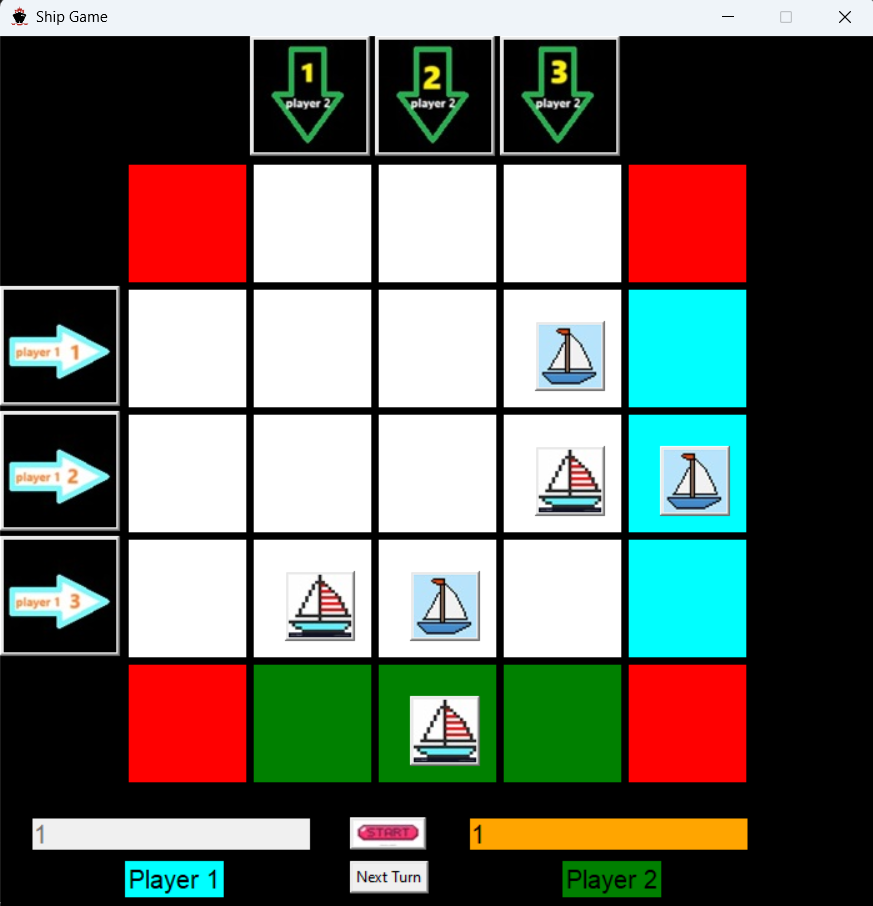 Ship Game
1
player 2
2
player 2
3
player 2
player 1 1
player 1 2
player 1 3
1
START
1
Player 1
Next Turn
Player 2